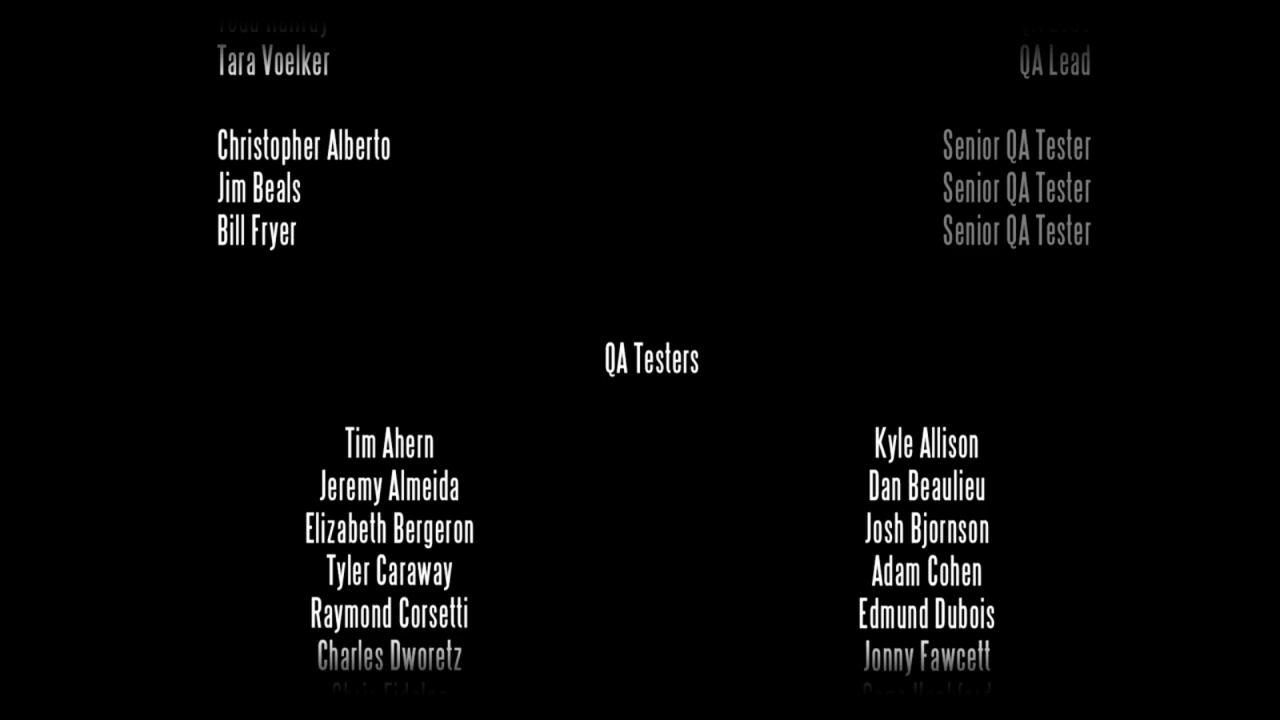 Tara Voelker QA Lead
Christopher Alberto Senior QA Tester
Jim Beals Senior QA Tester
Bill Fryer Senior QA Tester
QA Testers
Tim Ahern Kyle Allison
Jeremy Almeida Dan Beaulieu
Elizabeth Bergeron Josh Bjornson
Tyler Caraway Adam Cohen
Raymond Corsetti Edmund Dubois
Charles Dworetz Jonny Fawcett